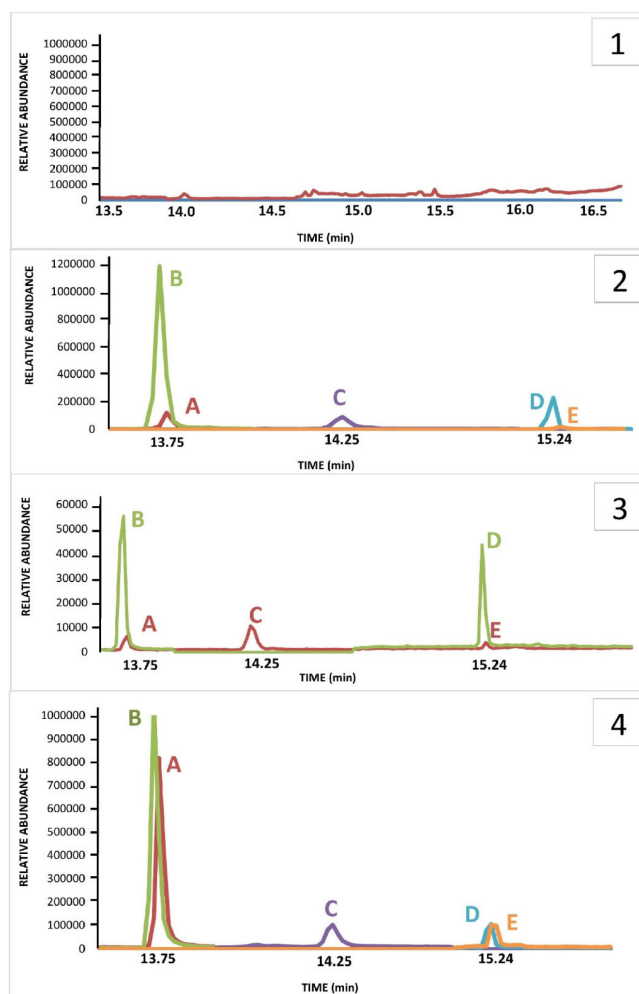 1
RELATIVE ABUNDANCE
1000000
900000
800000
700000
600000
500000
400000
300000
200000
100000
0
13.5 14.0 14.5 15.0 15.5 16.0 16.5
TIME (min)
2
RELATIVE ABUNDANCE
1200000
1000000
800000
600000
400000
200000
0
B
A
C
D
E
13.75 14.25 15.24
TIME (min)
3
RELATIVE ABUNDANCE
60000
50000
40000
30000
20000
10000
0
B
A
C
D
E
13.75 14.25 15.24
TIME (min)
4
RELATIVE ABUNDANCE
1000000
900000
800000
700000
600000
500000
400000
300000
200000
100000
0
B
A
C
D
E
13.75 14.25 15.24
TIME (min)